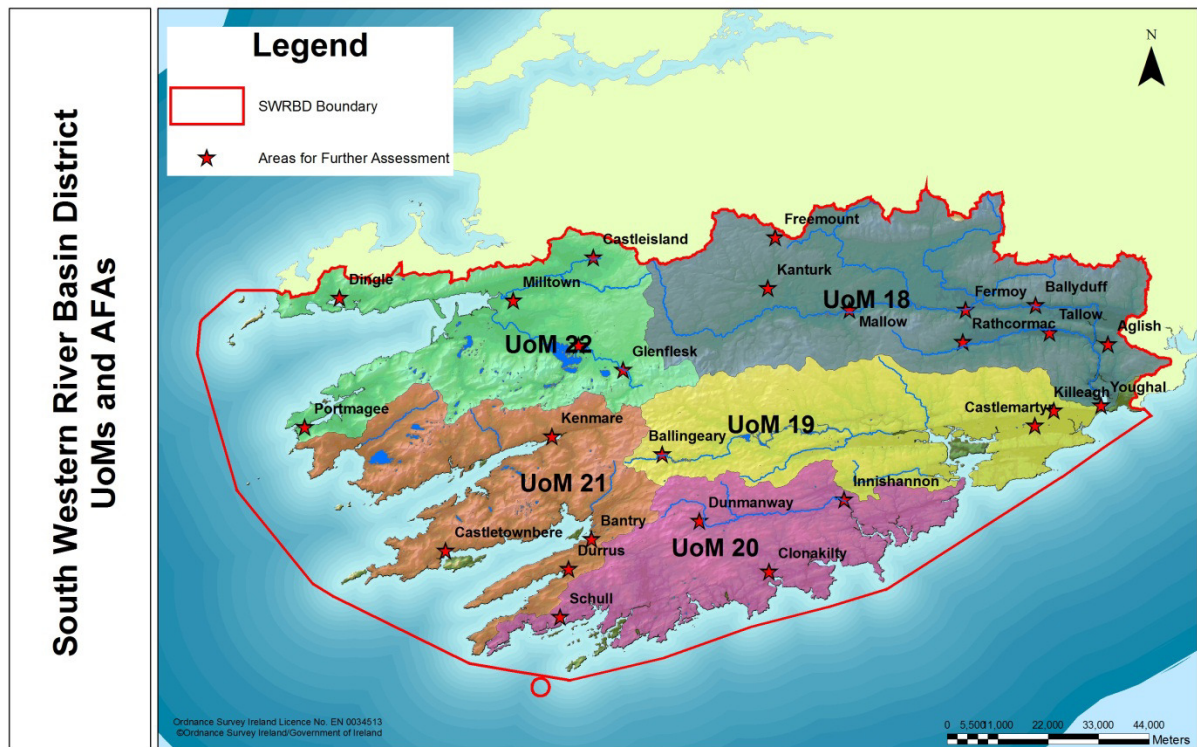 South Western River Basin District
UoMs and AFAs
Legend
SWRBD Boundary
Areas for Further Assessment
N
Freemount
Castleisland
Dingle
Milltown
Kanturk
UoM 18
Fermoy
Ballyduff
Mallow
Rathcormac
Tallow
Aglish
UoM 22
Glenflesk
Portmagee
Kenmare
Ballingeary
UoM 19
Castlemartyr
Killeagh
Youghal
UoM 21
Innishannon
Dunmanway
Castletownbere
Bantry
Durrus
UoM 20
Clonakilty
Schull
Ordnance Survey Ireland Licence No. EN 0034513
©Ordnance Survey Ireland/Government of Ireland
0 5,500 11,000 22,000 33,000 44,000
Meters